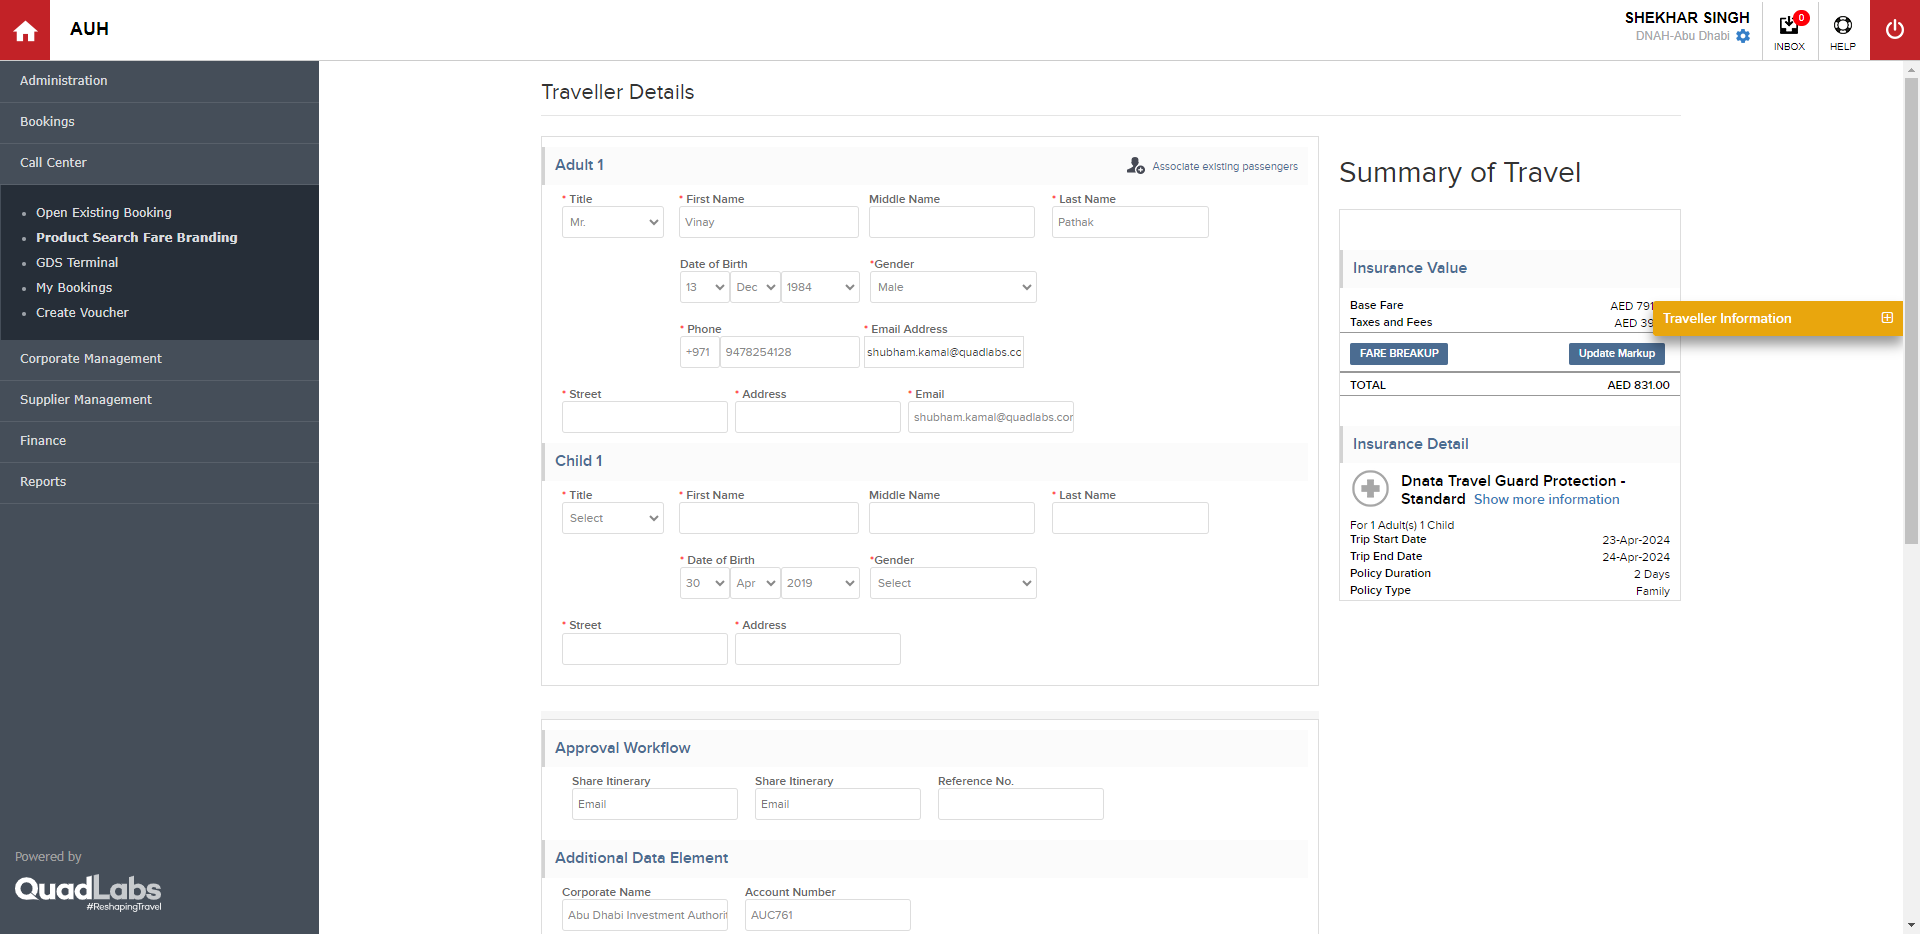 AUH
SHEKHAR SINGH
DNAH-Abu Dhabi
0
INBOX
HELP
Administration
Bookings
Call Center
Open Existing Booking
Product Search Fare Branding
GDS Terminal
My Bookings
Create Voucher
Corporate Management
Supplier Management
Finance
Reports
Powered by
QuadLabs
#ReshapingTravel
Traveller Details
Adult 1
Associate existing passengers
* Title
* First Name
Middle Name
* Last Name
Mr.
Vinay
Pathak
Date of Birth
*Gender
13
Dec
1984
Male
* Phone
* Email Address
+971
9478254128
shubham.kamal@quadlabs.co
* Street
* Address
* Email
shubham.kamal@quadlabs.cor
Child 1
* Title
* First Name
Middle Name
* Last Name
Select
* Date of Birth
*Gender
30
Apr
2019
Select
* Street
* Address
Approval Workflow
Share Itinerary
Share Itinerary
Reference No.
Email
Email
Additional Data Element
Corporate Name
Account Number
Abu Dhabi Investment Authorit
AUC761
Summary of Travel
Insurance Value
Base Fare
AED 791
Taxes and Fees
AED 39
Traveller Information
FARE BREAKUP
Update Markup
TOTAL
AED 831.00
Insurance Detail
Dnata Travel Guard Protection -
Standard Show more information
For 1 Adult(s) 1 Child
Trip Start Date
23-Apr-2024
Trip End Date
24-Apr-2024
Policy Duration
2 Days
Policy Type
Family